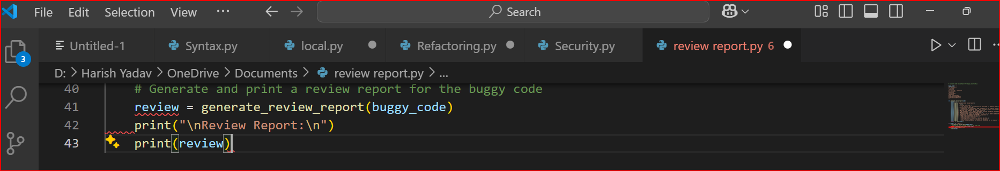 File Edit Selection View ... Search
Untitled-1 Syntax.py local.py Refactoring.py Security.py review report.py 6
D: > Harish Yadav > OneDrive > Documents > review report.py > ...
40 # Generate and print a review report for the buggy code
41 review = generate_review_report(buggy_code)
3
42 print("\nReview Report:\n")
43 print(review)